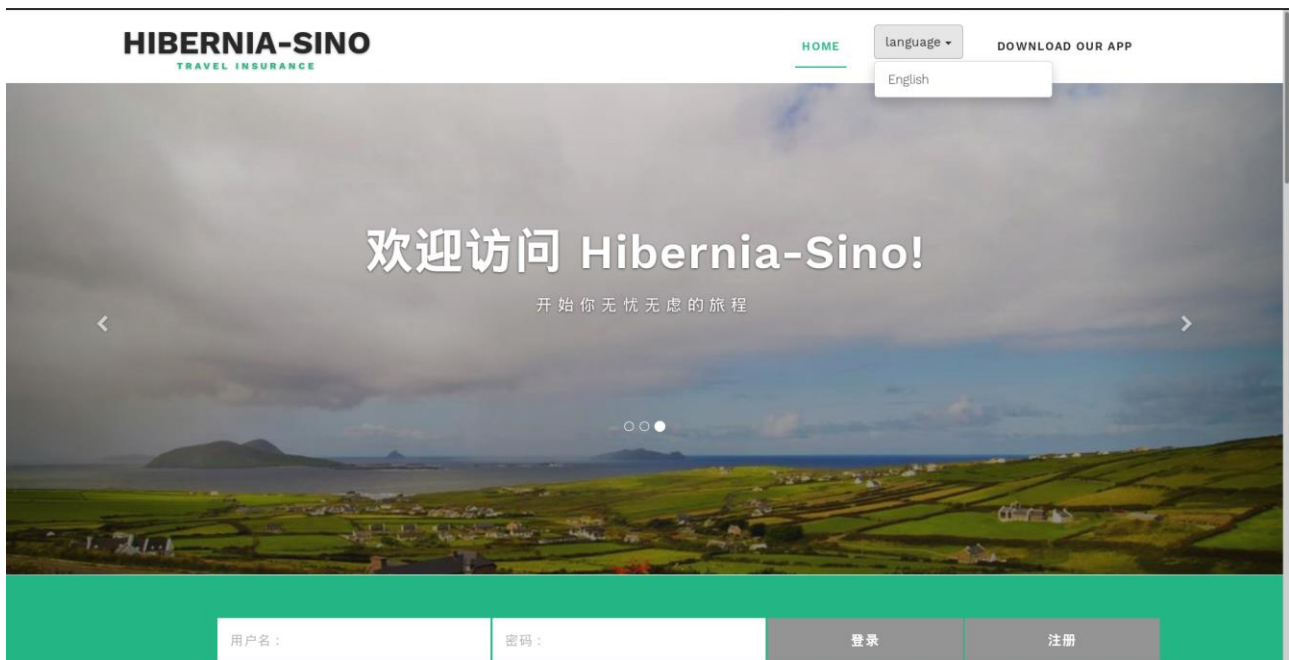 HIBERNIA-SINO
TRAVEL INSURANCE
HOME
language
DOWNLOAD OUR APP
English
欢迎访问 Hibernia-Sino!
开始你无忧无虑的旅程
用户名：
密码：
登录
注册